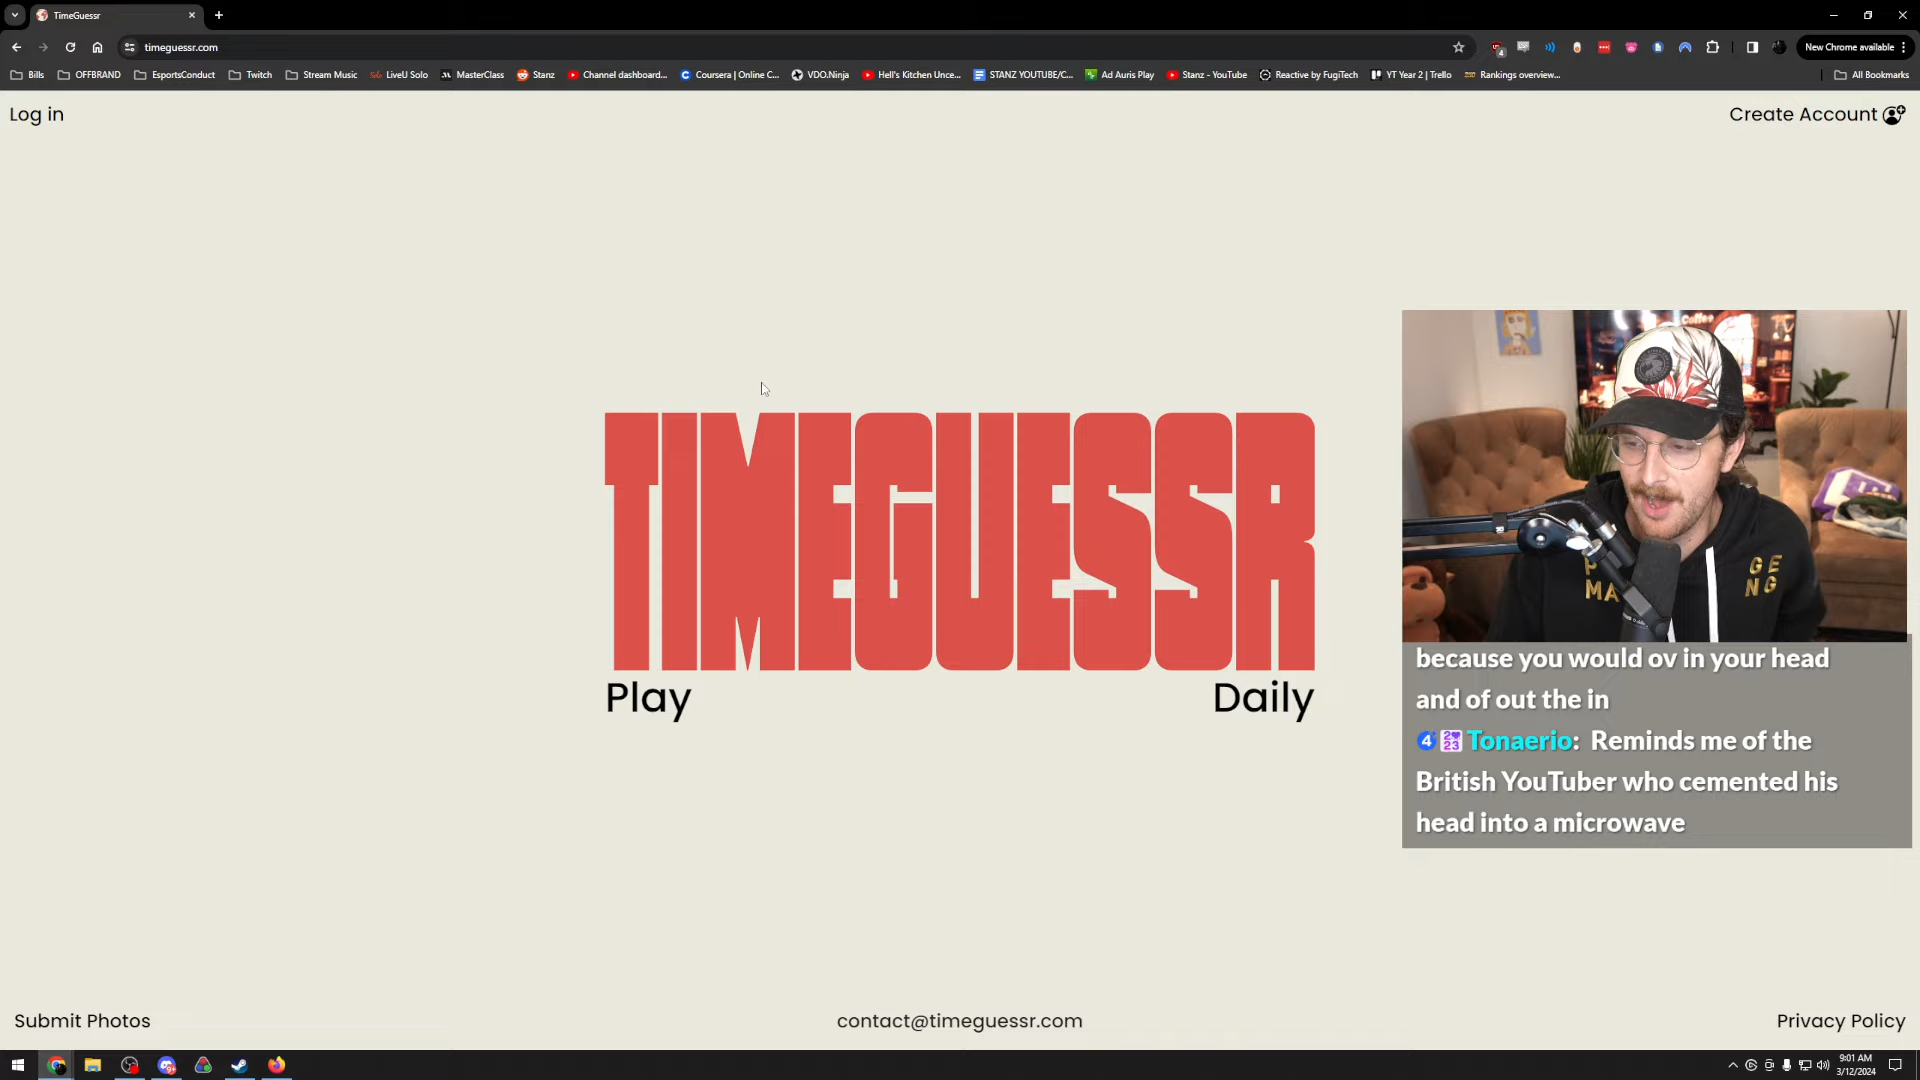 TimeGuessr
timeguessr.com
New Chrome available
Bills
OFFBRAND
EsportsConduct
Twitch
Stream Music
LiveU Solo
MasterClass
Stanz
Channel dashboard...
Coursera | Online C...
VDO.Ninja
Hell's Kitchen Unce...
STANZ YOUTUBE/C...
Ad Auris Play
Stanz - YouTube
Reactive by FugiTech
YT Year 2 | Trello
Rankings overview...
All Bookmarks
Log in
Create Account
TIMEGUESSR
Play
Daily
Coffee
GE
NG
MA
because you would ov in your head
and of out the in
Tonaerio: Reminds me of the
British YouTuber who cemented his
head into a microwave
Submit Photos
contact@timeguessr.com
Privacy Policy
9:01 AM
3/12/2024